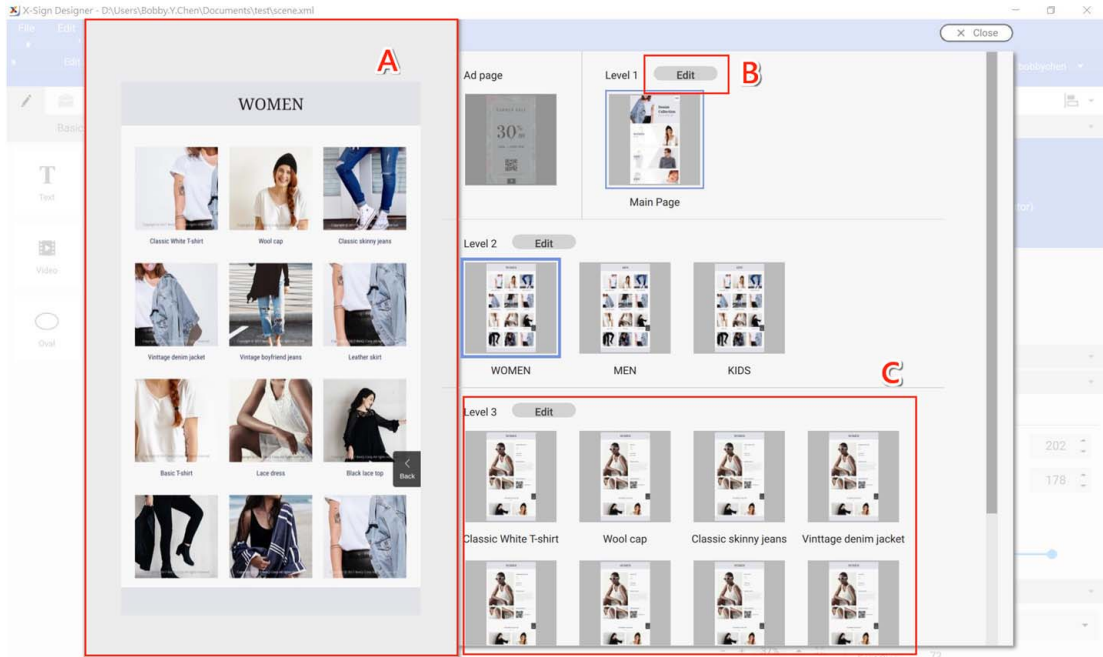 X-Sign Designer - D:\Users\Bobby.Y.Chen\Documents\test\scene.xml
File Edit
Edit
Close
bobbychen
Basic
Text
Video
Oval
A
WOMEN
Classic White T-shirt
Wool cap
Classic skinny jeans
Vinttage denim jacket
Vintage boyfriend jeans
Leather skirt
Basic T-shirt
Lace dress
Black lace top
Back
Ad page
30%
Level 1
Edit
B
Main Page
Level 2
Edit
WOMEN
MEN
KIDS
C
Level 3
Edit
Classic White T-shirt
Wool cap
Classic skinny jeans
Vinttage denim jacket
202
178